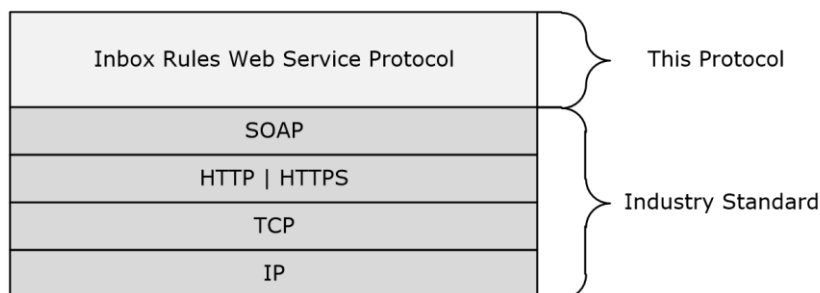 Inbox Rules Web Service Protocol
This Protocol
SOAP
HTTP | HTTPS
Industry Standard
TCP
IP